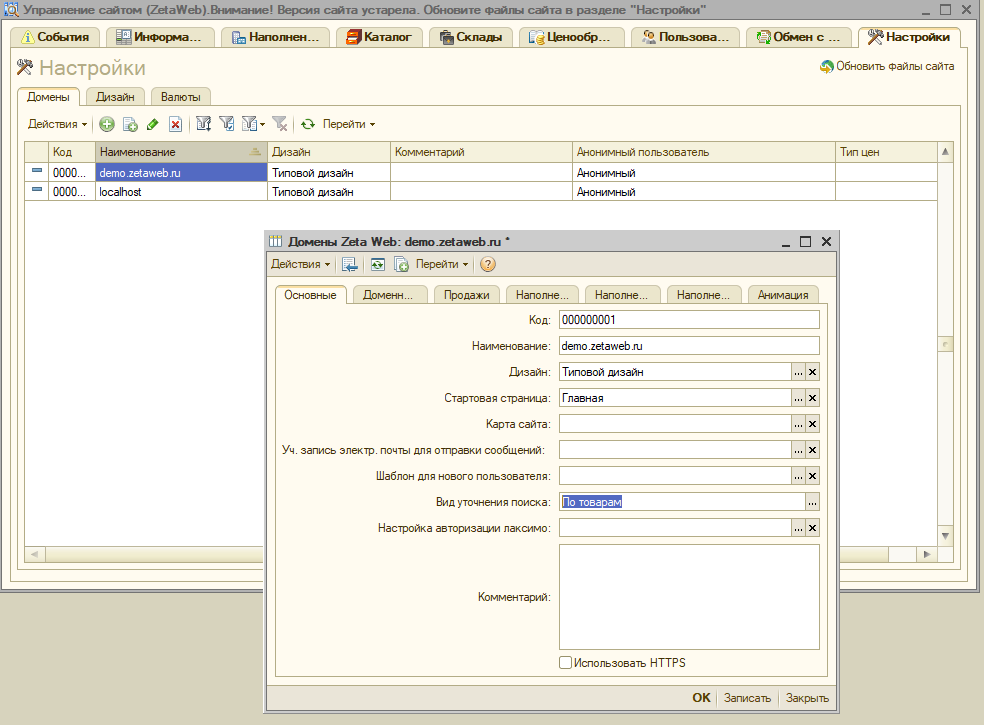 Управление сайтом (ZetaWeb).Внимание! Версия сайта устарела. Обновите файлы сайта в разделе "Настройки"
События Информа... Наполнен... Каталог Склады Ценообр... Пользова... Обмен с ... Настройки
Настройки Обновить файлы сайта
Домены Дизайн Валюты
Действия Перейти
Код Наименование Дизайн Комментарий Анонимный пользователь Тип цен
0000... demo.zetaweb.ru Типовой дизайн Анонимный
0000... localhost Типовой дизайн Анонимный
Домены Zeta Web: demo.zetaweb.ru *
Действия Перейти
Основные Доменн... Продажи Наполне... Наполне... Наполне... Анимация
Код: 000000001
Наименование: demo.zetaweb.ru
Дизайн: Типовой дизайн ...
Стартовая страница: Главная ...
Карта сайта: ...
Уч. запись электр. почты для отправки сообщений: ...
Шаблон для нового пользователя: ...
Вид уточнения поиска: По товарам ...
Настройка авторизации лаксимо: ...
Комментарий:
Использовать HTTPS
OK Записать Закрыть